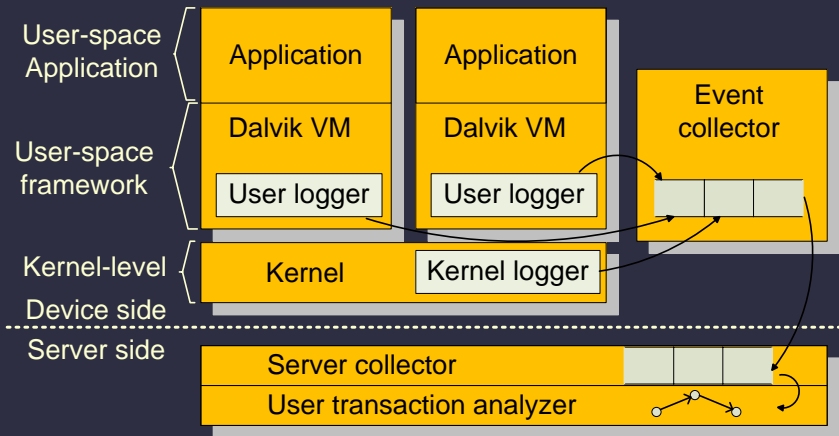 User-space
Application
Application
Application
Event
collector
Dalvik VM
Dalvik VM
User-space
framework
User logger
User logger
Kernel-level
Kernel
Kernel logger
Device side
Server side
Server collector
User transaction analyzer